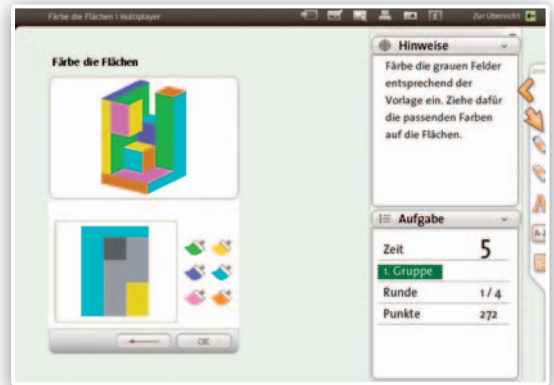 Färbe die Flächen I Multiplayer
Zur Übersicht
Färbe die Flächen
Hinweise
Färbe die grauen Felder
entsprechend der
Vorlage ein. Ziehe dafür
die passenden Farben
auf die Flächen.
Aufgabe
Zeit 5
1. Gruppe
Runde 1/4
Punkte 272
OK
A
A-Z